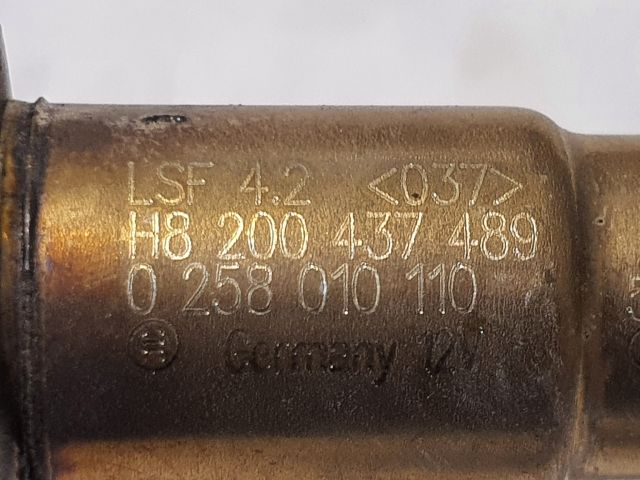 LSF 4.2 <037>
H8 200 437 489
0 258 010 110
Germany 12V